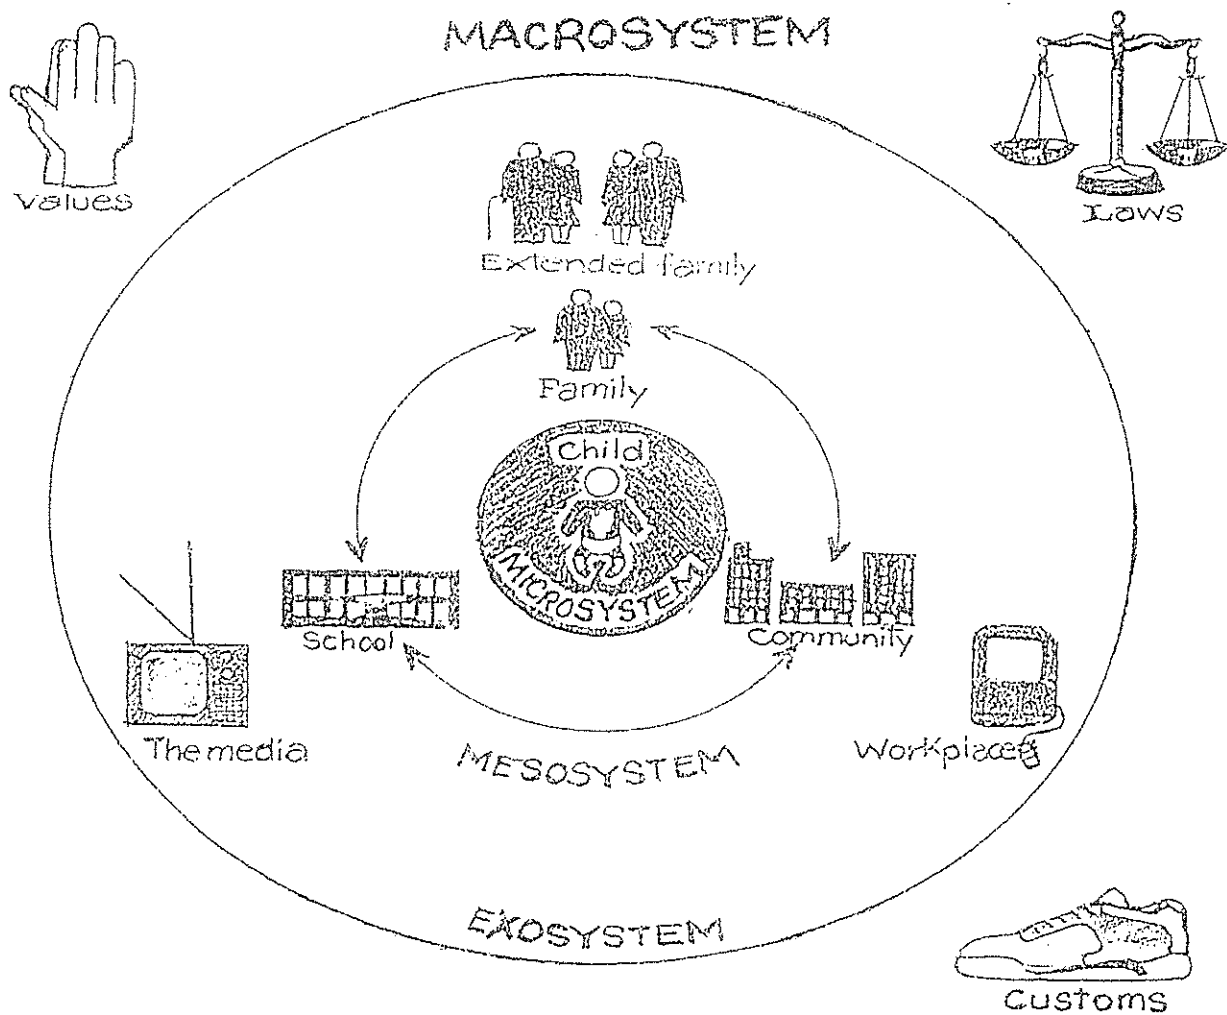 MACROSYSTEM
Values
Laws
Extended family
Family
Child
MICROSYSTEM
School
Community
The media
Workplace
MESOSYSTEM
EXOSYSTEM
Customs